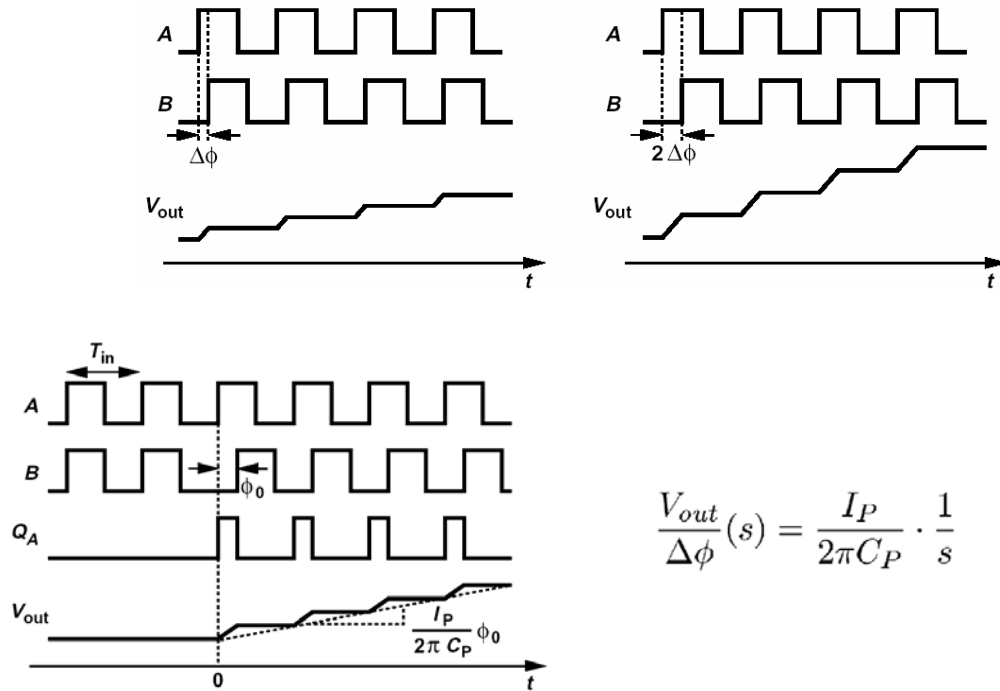 A
B
Δϕ
V_out
t
A
B
2 Δϕ
V_out
t
T_in
A
B
ϕ_0
Q_A
V_out
I_P / 2π C_P ϕ_0
0
t
V_out / Δϕ (s) = I_P / 2πC_P · 1 / s